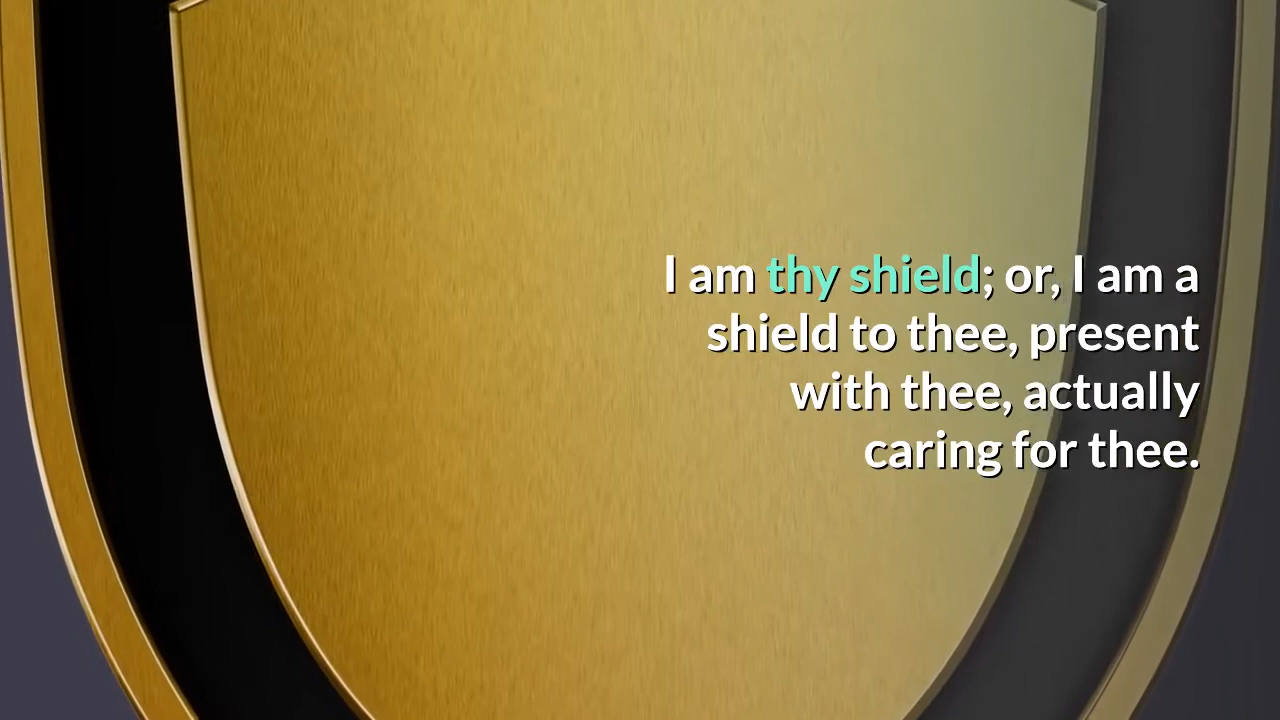 I am thy shield; or, I am a
shield to thee, present
with thee, actually
caring for thee.